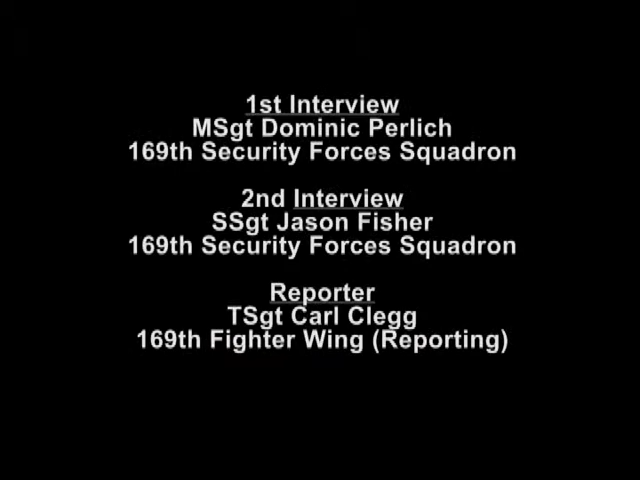 1st Interview
MSgt Dominic Perlich
169th Security Forces Squadron
2nd Interview
SSgt Jason Fisher
169th Security Forces Squadron
Reporter
TSgt Carl Clegg
169th Fighter Wing (Reporting)